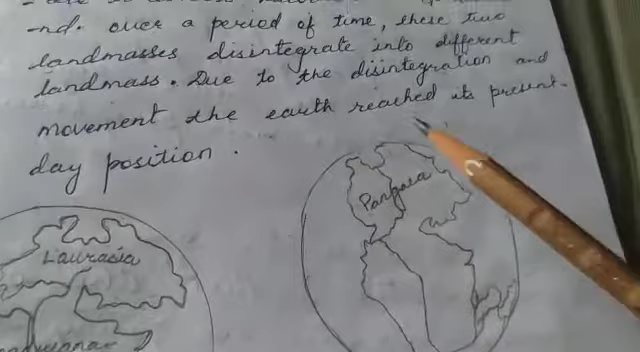 -nd. over a period of time, these two
landmasses disintegrate into different
landmass. Due to the disintegration and
movement the earth reached its present-
day position.
Pangaea
Laurasia